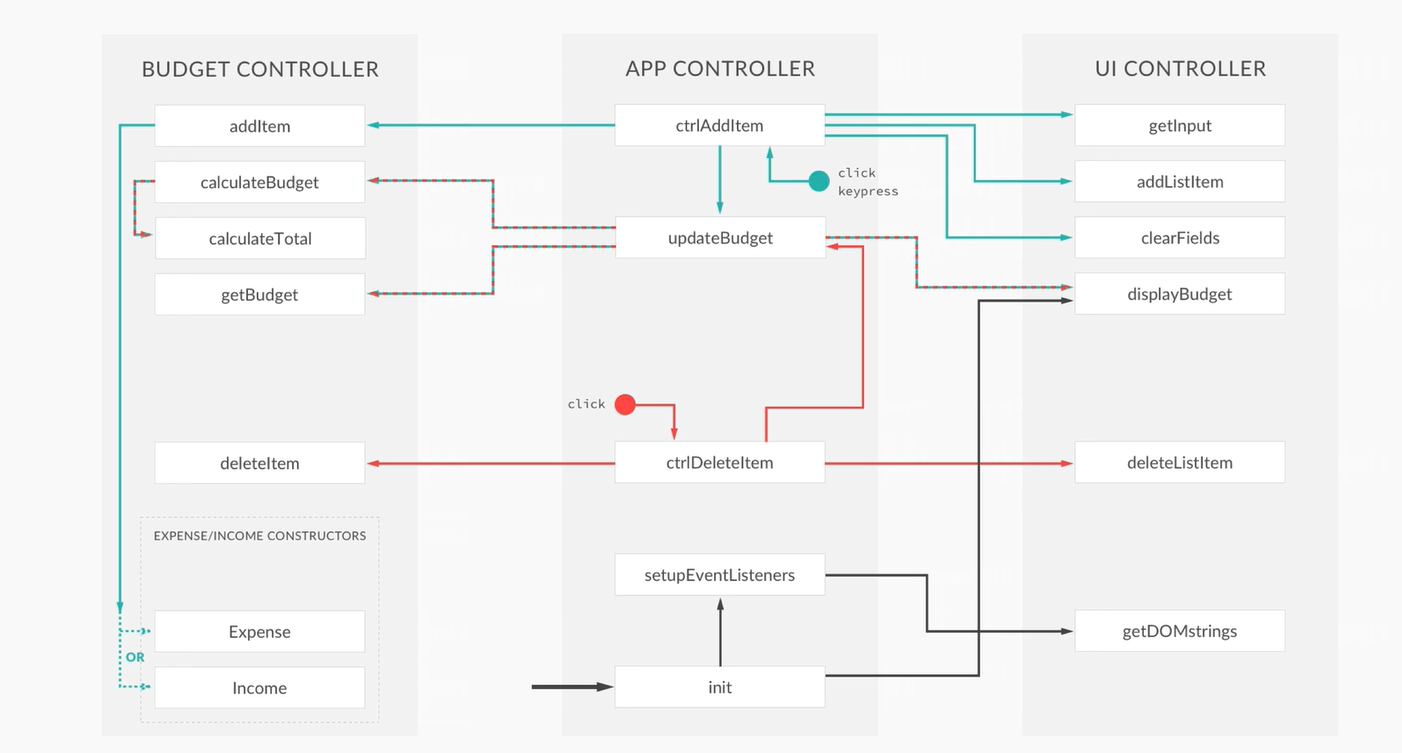 BUDGET CONTROLLER
addItem
calculateBudget
calculateTotal
getBudget
deleteItem
EXPENSE/INCOME CONSTRUCTORS
Expense
OR
Income
APP CONTROLLER
ctrlAddItem
click
keypress
updateBudget
click
ctrlDeleteItem
setupEventListeners
init
UI CONTROLLER
getInput
addListItem
clearFields
displayBudget
deleteListItem
getDOMstrings